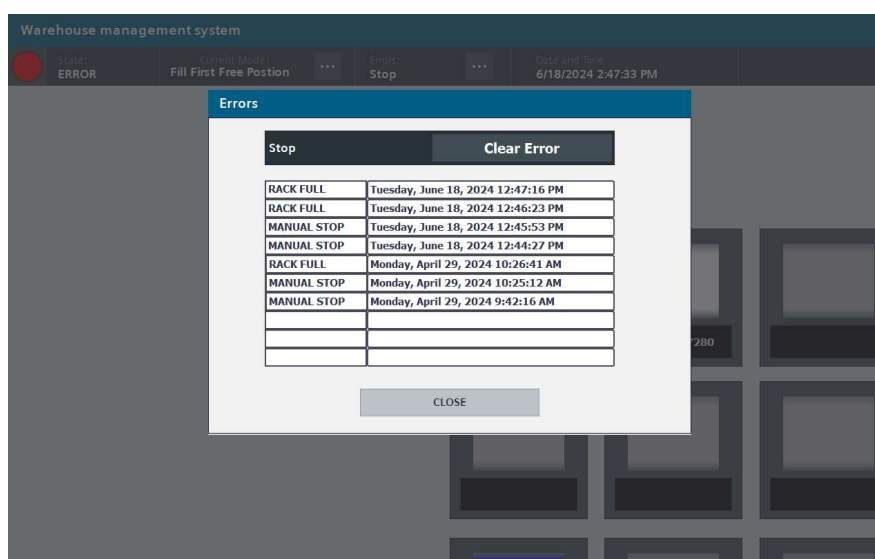 Warehouse management system
State:
ERROR
Current Mode:
Fill First Free Postion
...
Errors:
Stop
...
Date and Time
6/18/2024 2:47:33 PM
Errors
Stop
Clear Error
RACK FULL Tuesday, June 18, 2024 12:47:16 PM
RACK FULL Tuesday, June 18, 2024 12:46:23 PM
MANUAL STOP Tuesday, June 18, 2024 12:45:53 PM
MANUAL STOP Tuesday, June 18, 2024 12:44:27 PM
RACK FULL Monday, April 29, 2024 10:26:41 AM
MANUAL STOP Monday, April 29, 2024 10:25:12 AM
MANUAL STOP Monday, April 29, 2024 9:42:16 AM
CLOSE